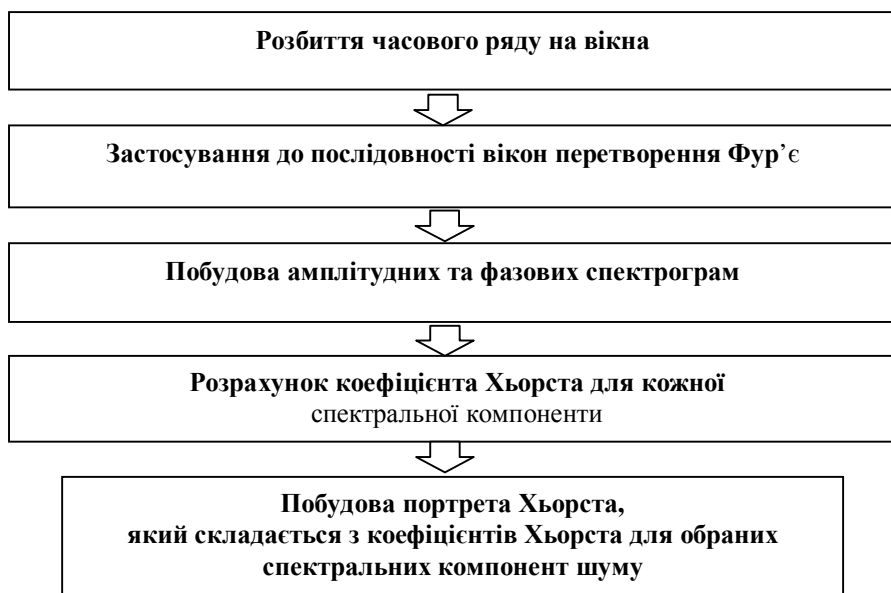 Розбиття часового ряду на вікна
Застосування до послідовності вікон перетворення Фур’є
Побудова амплітудних та фазових спектрограм
Розрахунок коефіцієнта Хьорста для кожної
спектральної компоненти
Побудова портрета Хьорста,
який складається з коефіцієнтів Хьорста для обраних
спектральних компонент шуму